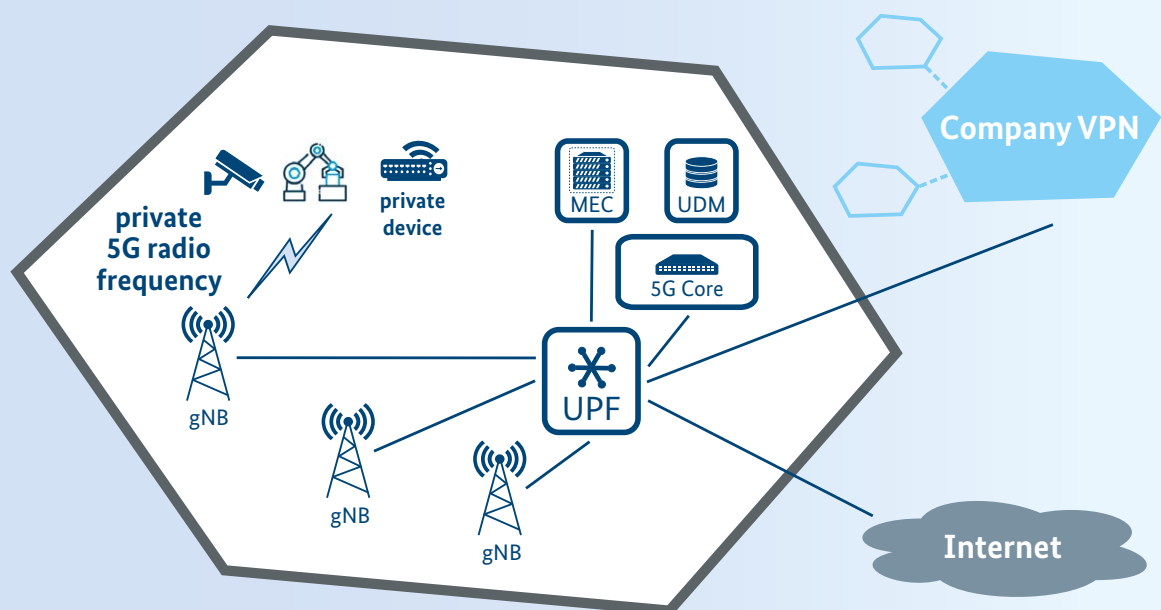 Company VPN
private
5G radio
frequency
private
device
MEC
UDM
5G Core
UPF
gNB
gNB
gNB
Internet